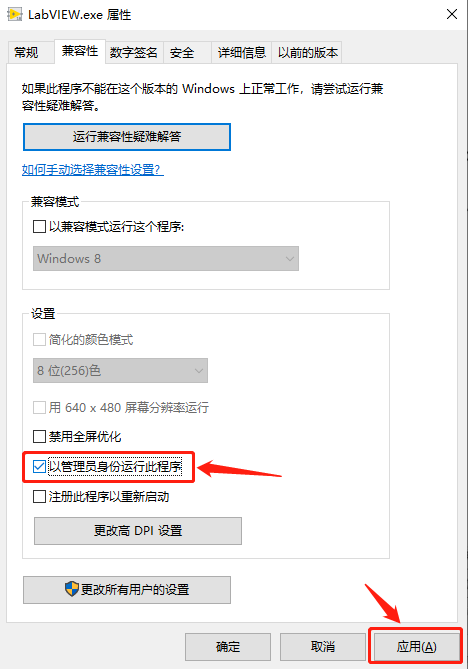 LabVIEW.exe 属性
常规 兼容性 数字签名 安全 详细信息 以前的版本
如果此程序不能在这个版本的 Windows 上正常工作，请尝试运行兼
容性疑难解答。
运行兼容性疑难解答
如何手动选择兼容性设置?
兼容模式
以兼容模式运行这个程序:
Windows 8
设置
简化的颜色模式
8 位(256)色
用 640 x 480 屏幕分辨率运行
禁用全屏优化
以管理员身份运行此程序
注册此程序以重新启动
更改高 DPI 设置
更改所有用户的设置
确定 取消 应用(A)